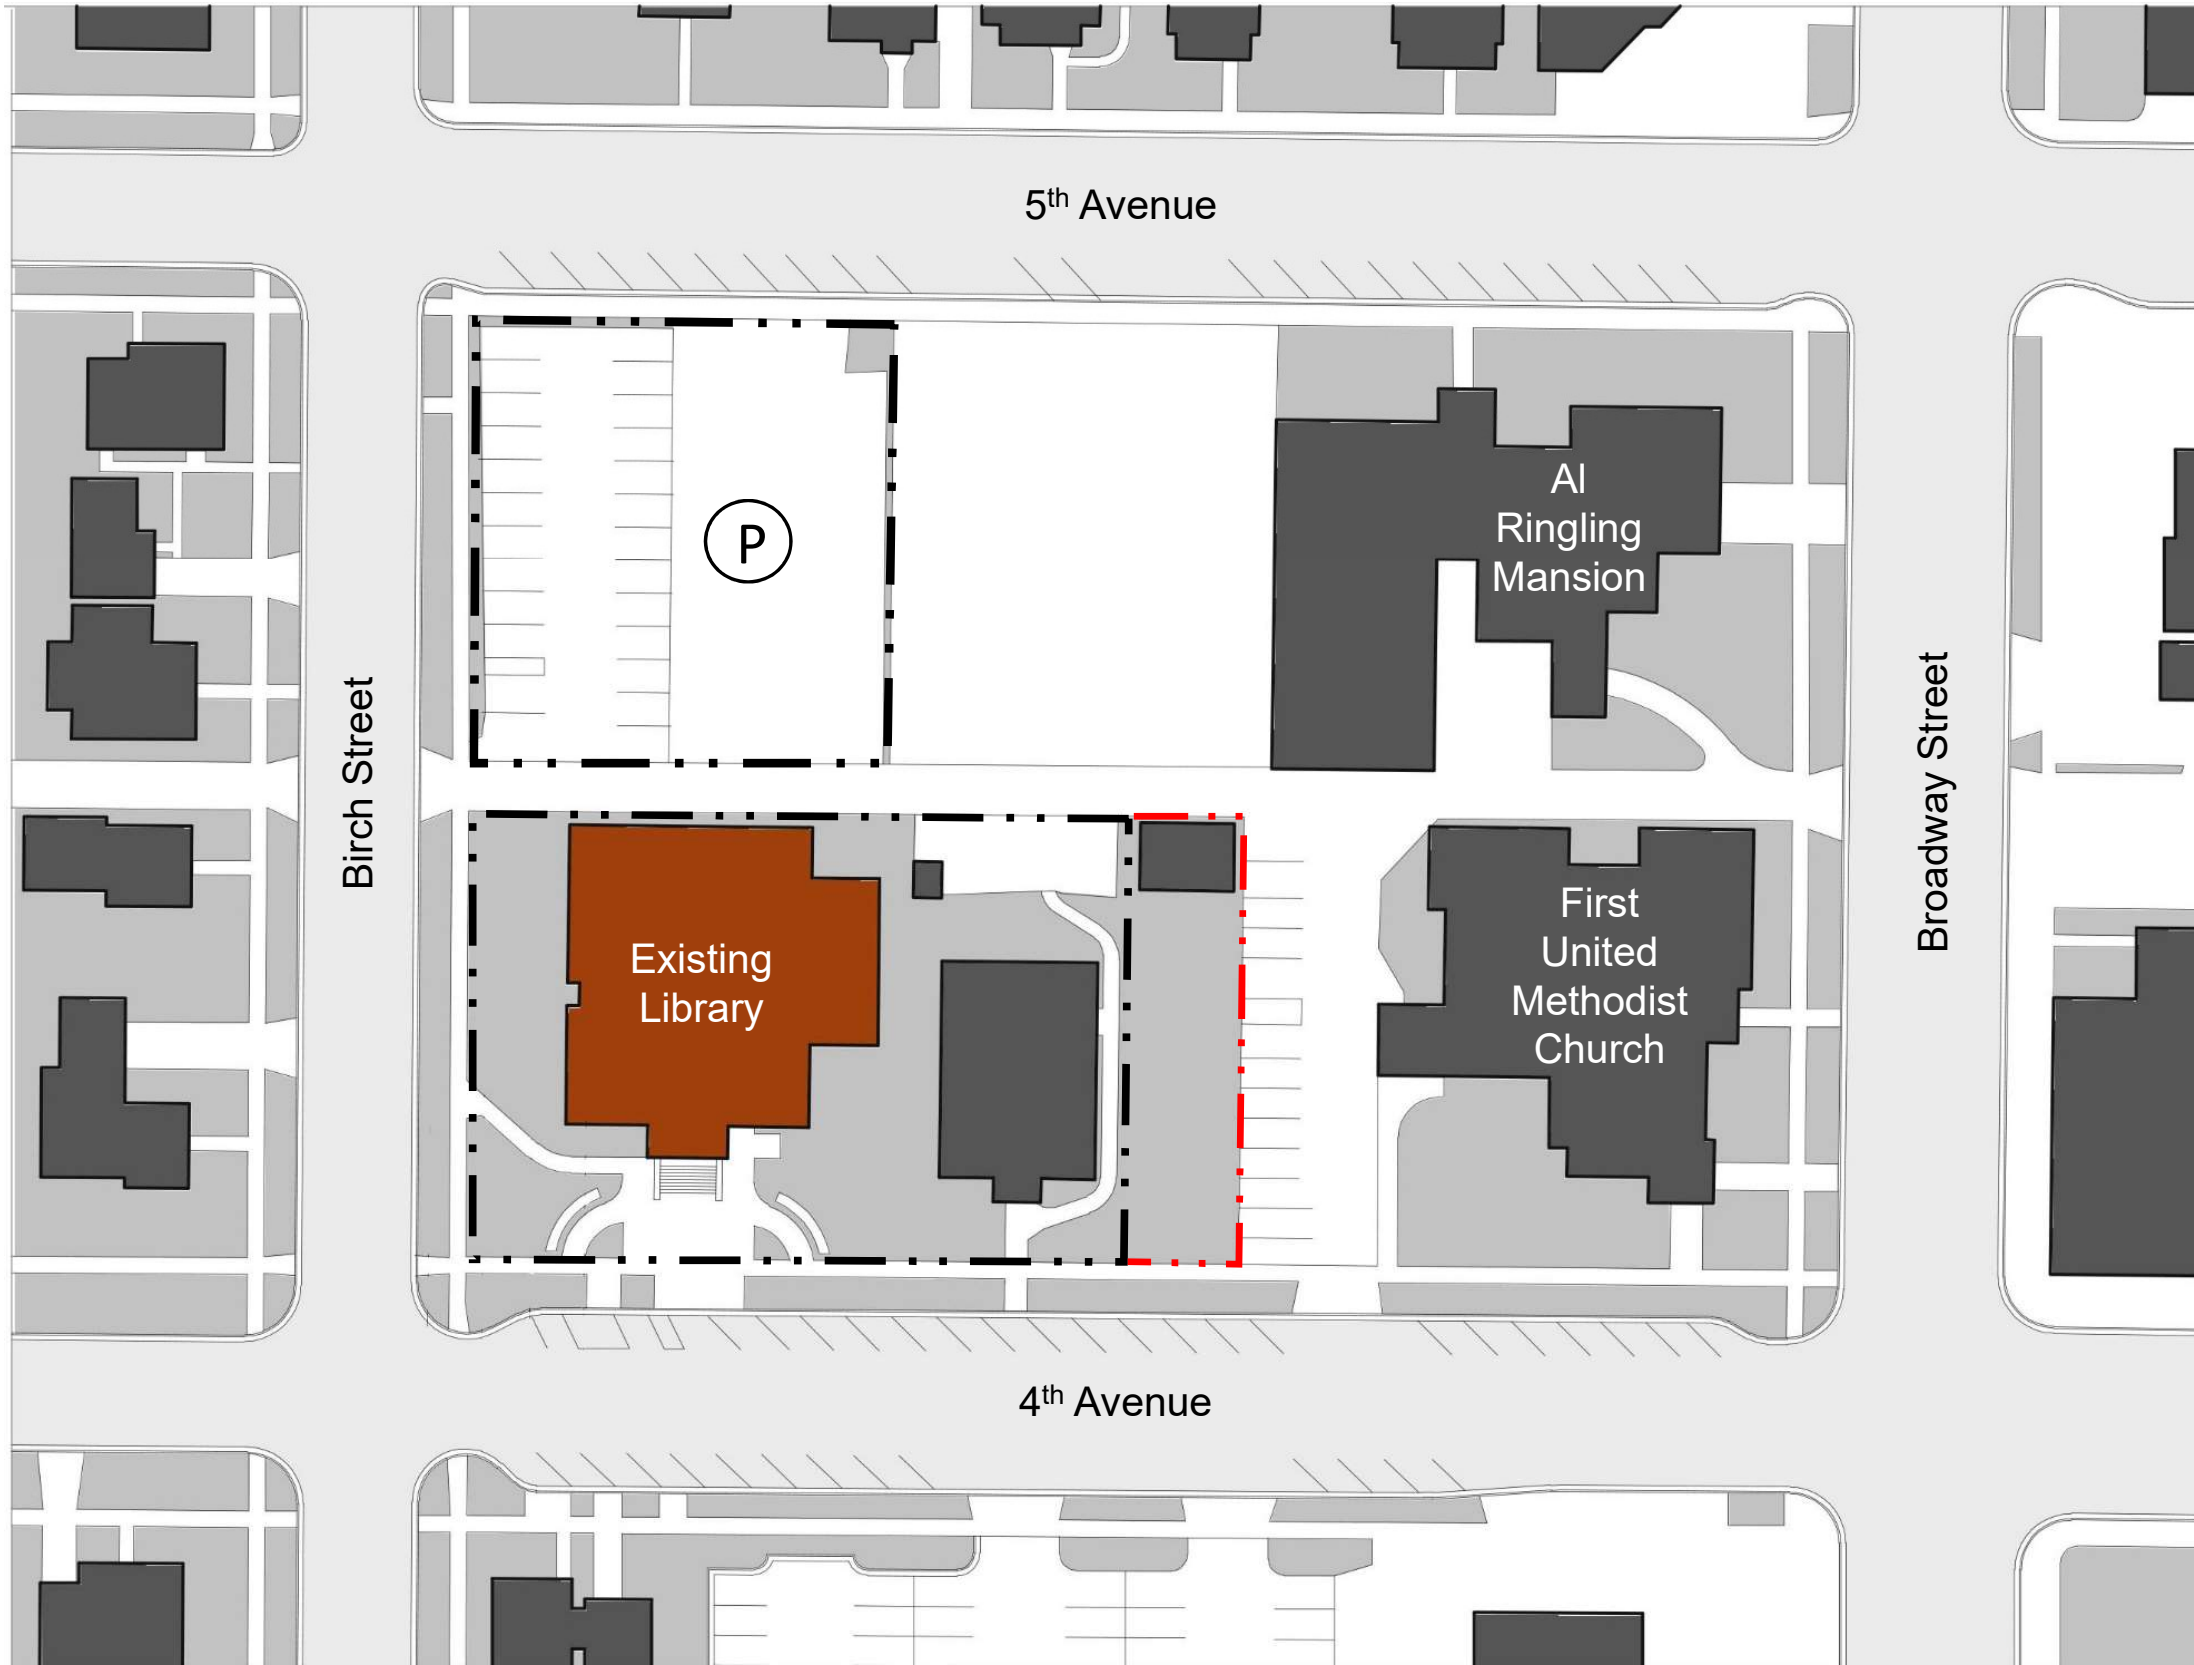 5th Avenue
P
Al
Ringling
Mansion
Birch Street
Broadway Street
Existing
Library
First
United
Methodist
Church
4th Avenue